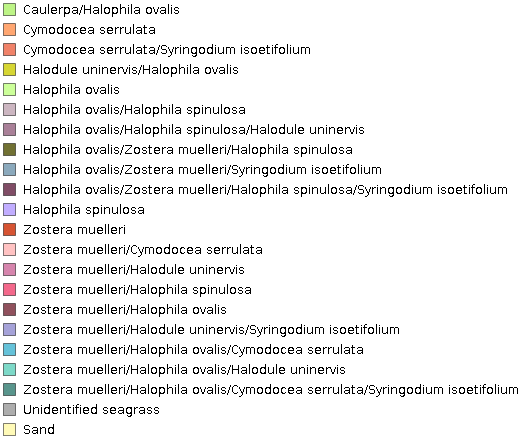 Caulerpa/Halophila ovalis
Cymodocea serrulata
Cymodocea serrulata/Syringodium isoetifolium
Halodule uninervis/Halophila ovalis
Halophila ovalis
Halophila ovalis/Halophila spinulosa
Halophila ovalis/Halophila spinulosa/Halodule uninervis
Halophila ovalis/Zostera muelleri/Halophila spinulosa
Halophila ovalis/Zostera muelleri/Syringodium isoetifolium
Halophila ovalis/Zostera muelleri/Halophila spinulosa/Syringodium isoetifolium
Halophila spinulosa
Zostera muelleri
Zostera muelleri/Cymodocea serrulata
Zostera muelleri/Halodule uninervis
Zostera muelleri/Halophila spinulosa
Zostera muelleri/Halophila ovalis
Zostera muelleri/Halodule uninervis/Syringodium isoetifolium
Zostera muelleri/Halophila ovalis/Cymodocea serrulata
Zostera muelleri/Halophila ovalis/Halodule uninervis
Zostera muelleri/Halophila ovalis/Cymodocea serrulata/Syringodium isoetifolium
Unidentified seagrass
Sand